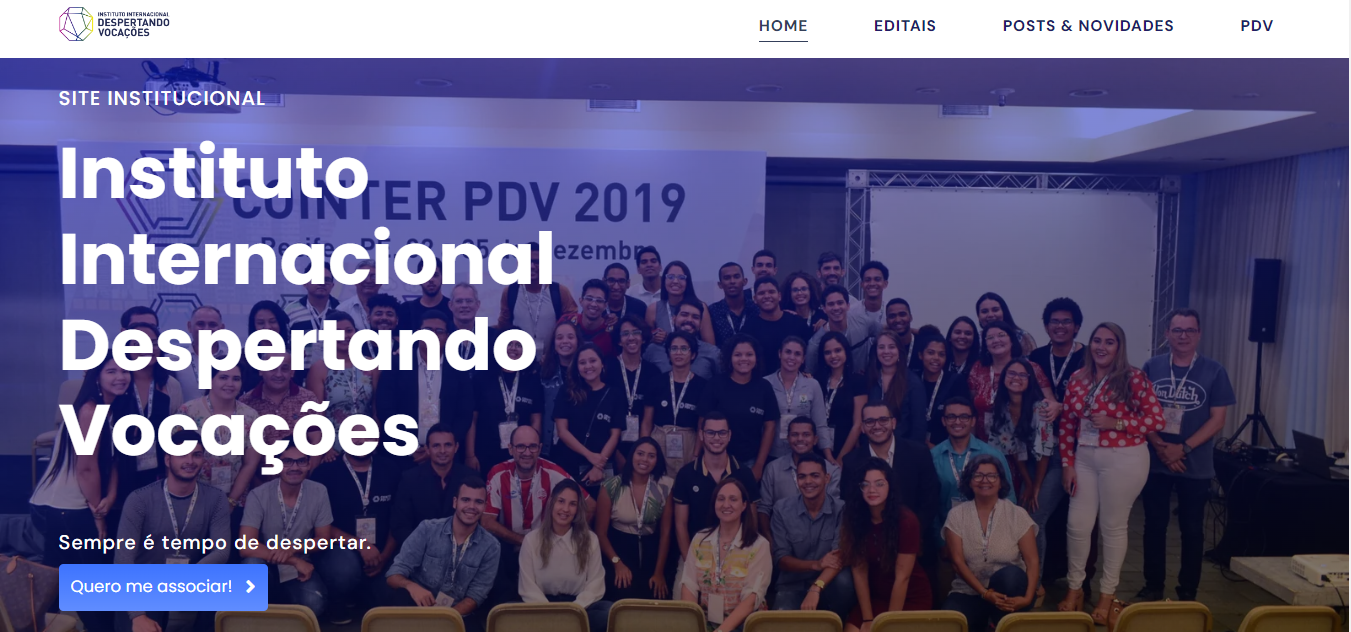 INSTITUTO INTERNACIONAL
DESPERTANDO
VOCAÇÕES
HOME
EDITAIS
POSTS & NOVIDADES
PDV
SITE INSTITUCIONAL
Instituto
Internacional
Despertando
Vocações
COINTER PDV 2019
Sempre é tempo de despertar.
Quero me associar!